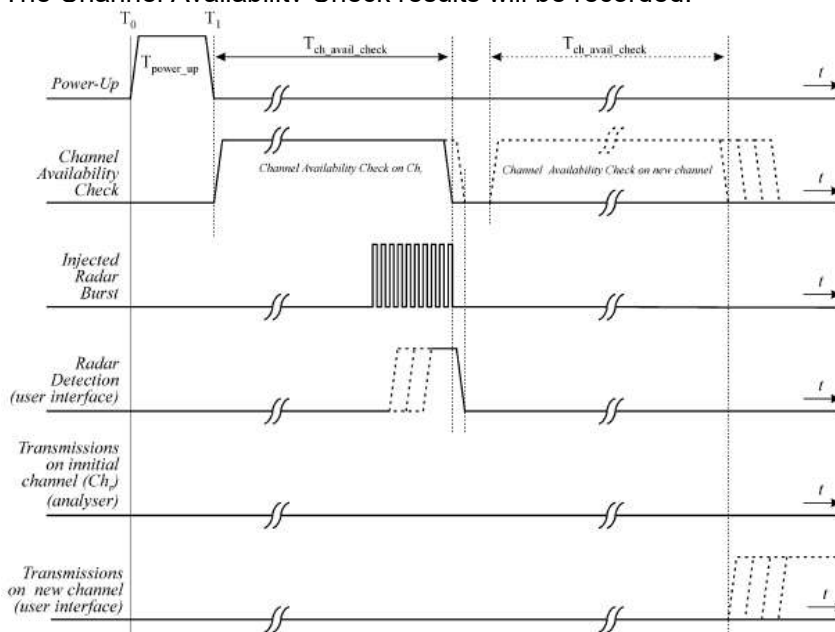 The Channel Availability Check results will be recorded.
T0 T1
Tch_avail_check Tch_avail_check
Tpower_up
Power-Up
t
Channel
Availability
Check
Channel Availability Check on Chr
Channel Availability Check on new channel
t
Injected
Radar
Burst
t
Radar
Detection
(user interface)
t
Transmissions
on innitial
channel (Chr)
(analyser)
t
Transmissions
on new channel
(user interface)
t